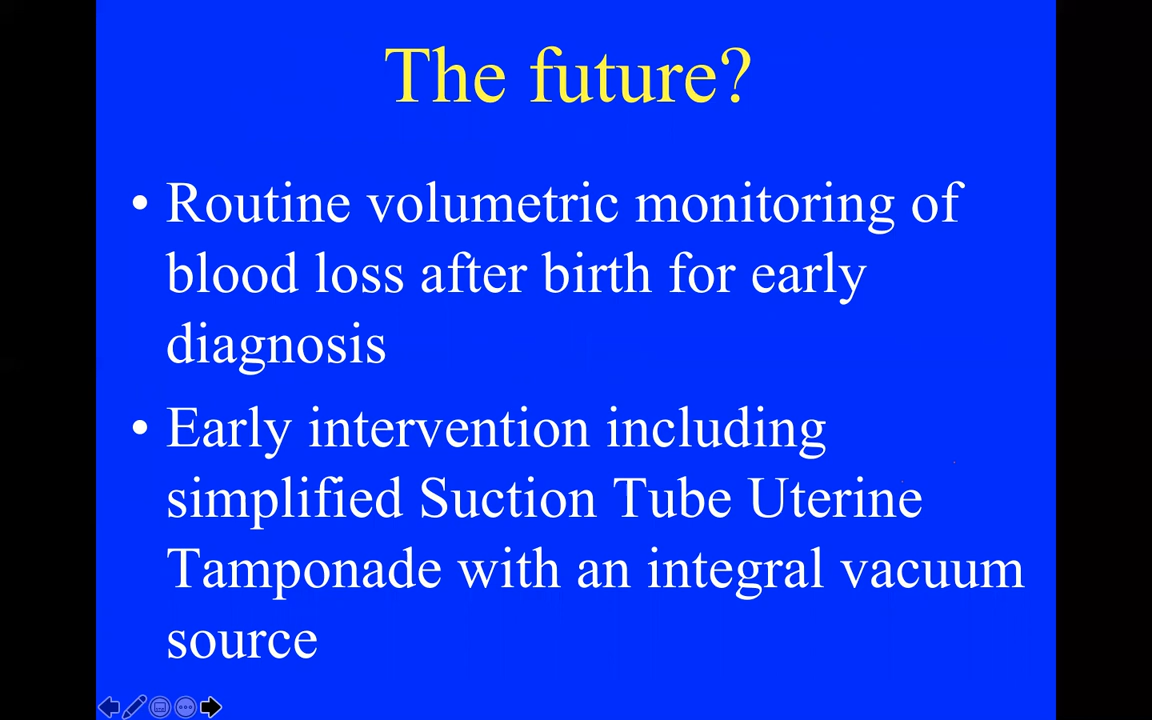 The future?
• Routine volumetric monitoring of
blood loss after birth for early
diagnosis
• Early intervention including
simplified Suction Tube Uterine
Tamponade with an integral vacuum
source